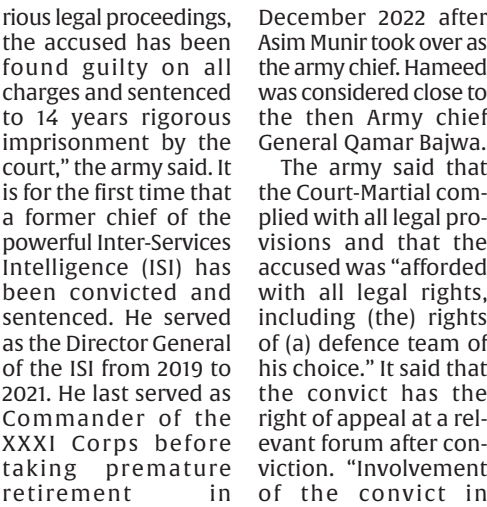 rious legal proceedings,
the accused has been
found guilty on all
charges and sentenced
to 14 years rigorous
imprisonment by the
court,” the army said. It
is for the first time that
a former chief of the
powerful Inter-Services
Intelligence (ISI) has
been convicted and
sentenced. He served
as the Director General
of the ISI from 2019 to
2021. He last served as
Commander of the
XXXI Corps before
taking premature
retirement in
December 2022 after
Asim Munir took over as
the army chief. Hameed
was considered close to
the then Army chief
General Qamar Bajwa.
The army said that
the Court-Martial com-
plied with all legal pro-
visions and that the
accused was “afforded
with all legal rights,
including (the) rights
of (a) defence team of
his choice.” It said that
the convict has the
right of appeal at a rel-
evant forum after con-
viction. “Involvement
of the convict in